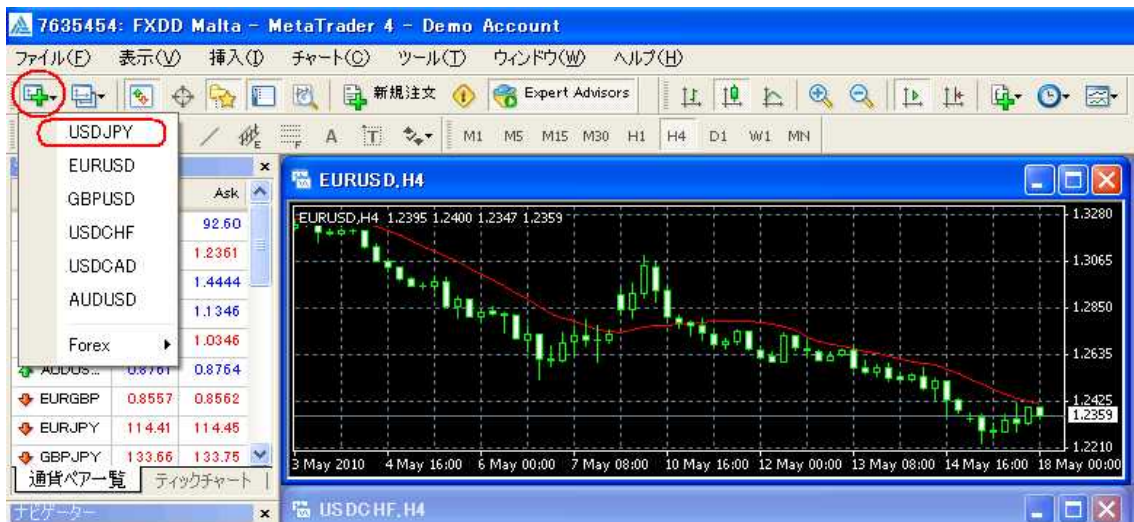 7635454: FXDD Malta - MetaTrader 4 - Demo Account
ファイル(F) 表示(V) 挿入(I) チャート(C) ツール(T) ウィンドウ(W) ヘルプ(H)
新規注文 Expert Advisors
A T M1 M5 M15 M30 H1 H4 D1 W1 MN
USDJPY
EURUSD
GBPUSD
USDCHF
USDCAD
AUDUSD
Forex
Ask
92.60
1.2361
1.4444
1.1346
1.0346
AUDUS... 0.8761 0.8764
EURGBP 0.8557 0.8562
EURJPY 114.41 114.45
GBPJPY 133.66 133.75
通貨ペアー覧 ティックチャート
ナビゲーター
EURUSD,H4
EURUSD,H4 1.2395 1.2400 1.2347 1.2359
1.3280
1.3065
1.2850
1.2635
1.2425
1.2359
1.2210
3 May 2010 4 May 16:00 6 May 00:00 7 May 08:00 10 May 16:00 12 May 00:00 13 May 08:00 14 May 16:00 18 May 00:00
USDCHF,H4